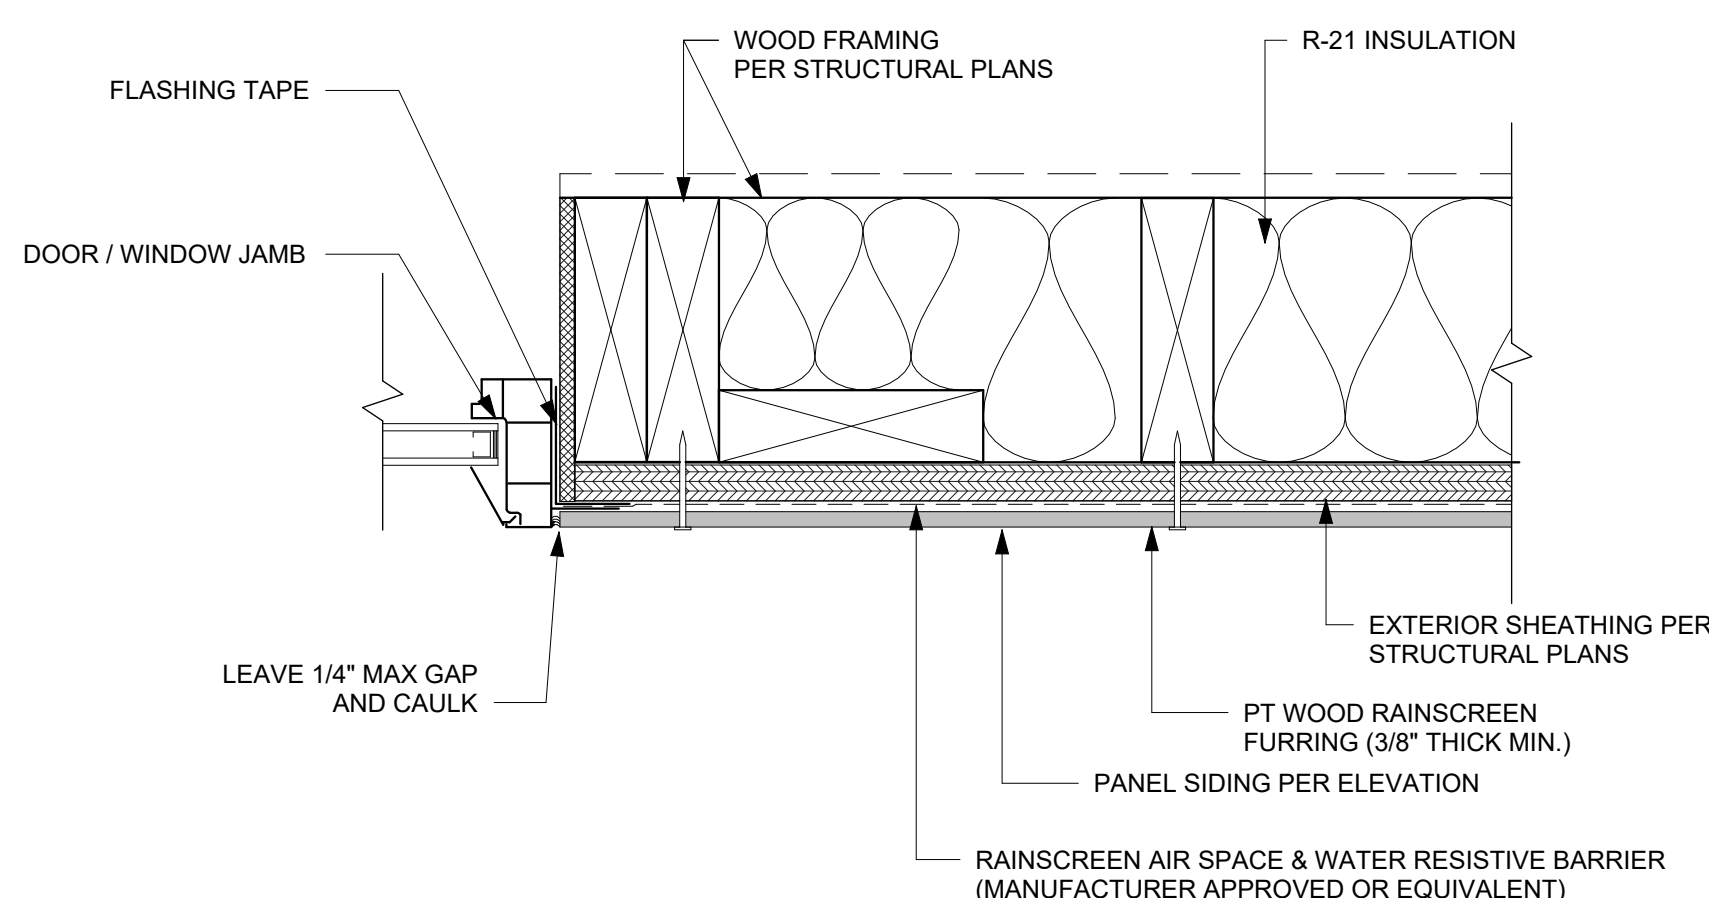 WOOD FRAMING
PER STRUCTURAL PLANS
R-21 INSULATION
FLASHING TAPE
DOOR / WINDOW JAMB
EXTERIOR SHEATHING PER
STRUCTURAL PLANS
LEAVE 1/4" MAX GAP
AND CAULK
PT WOOD RAINSCREEN
FURRING (3/8" THICK MIN.)
PANEL SIDING PER ELEVATION
RAINSCREEN AIR SPACE & WATER RESISTIVE BARRIER
(MANUFACTURER APPROVED OR EQUIVALENT)